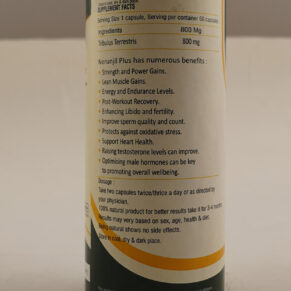 SUPPLEMENT FACTS
Serving Size 1 capsule, Serving per container 60 Capsules
Ingredients 800 Mg
Tribulus Terrestris 800 mg
Nerunjil Plus has numerous benefits :
Strength and Power Gains.
Lean Muscle Gains.
Energy and Endurance Levels.
Post-Workout Recovery.
Enhancing Libido and fertility.
Improve sperm quality and count.
Protects against oxidative stress.
Support Heart Health.
Raising testosterone levels can improve.
Optimising male hormones can be key
to promoting overall wellbeing.
Dosage :
Take two capsules twice/thrice a day or as directed by
your physician.
100% natural product for better results take it for 3-4 months
Results may vary based on sex, age, health & diet.
Being natural shows no side effects.
Store in cool, dry & dark place.